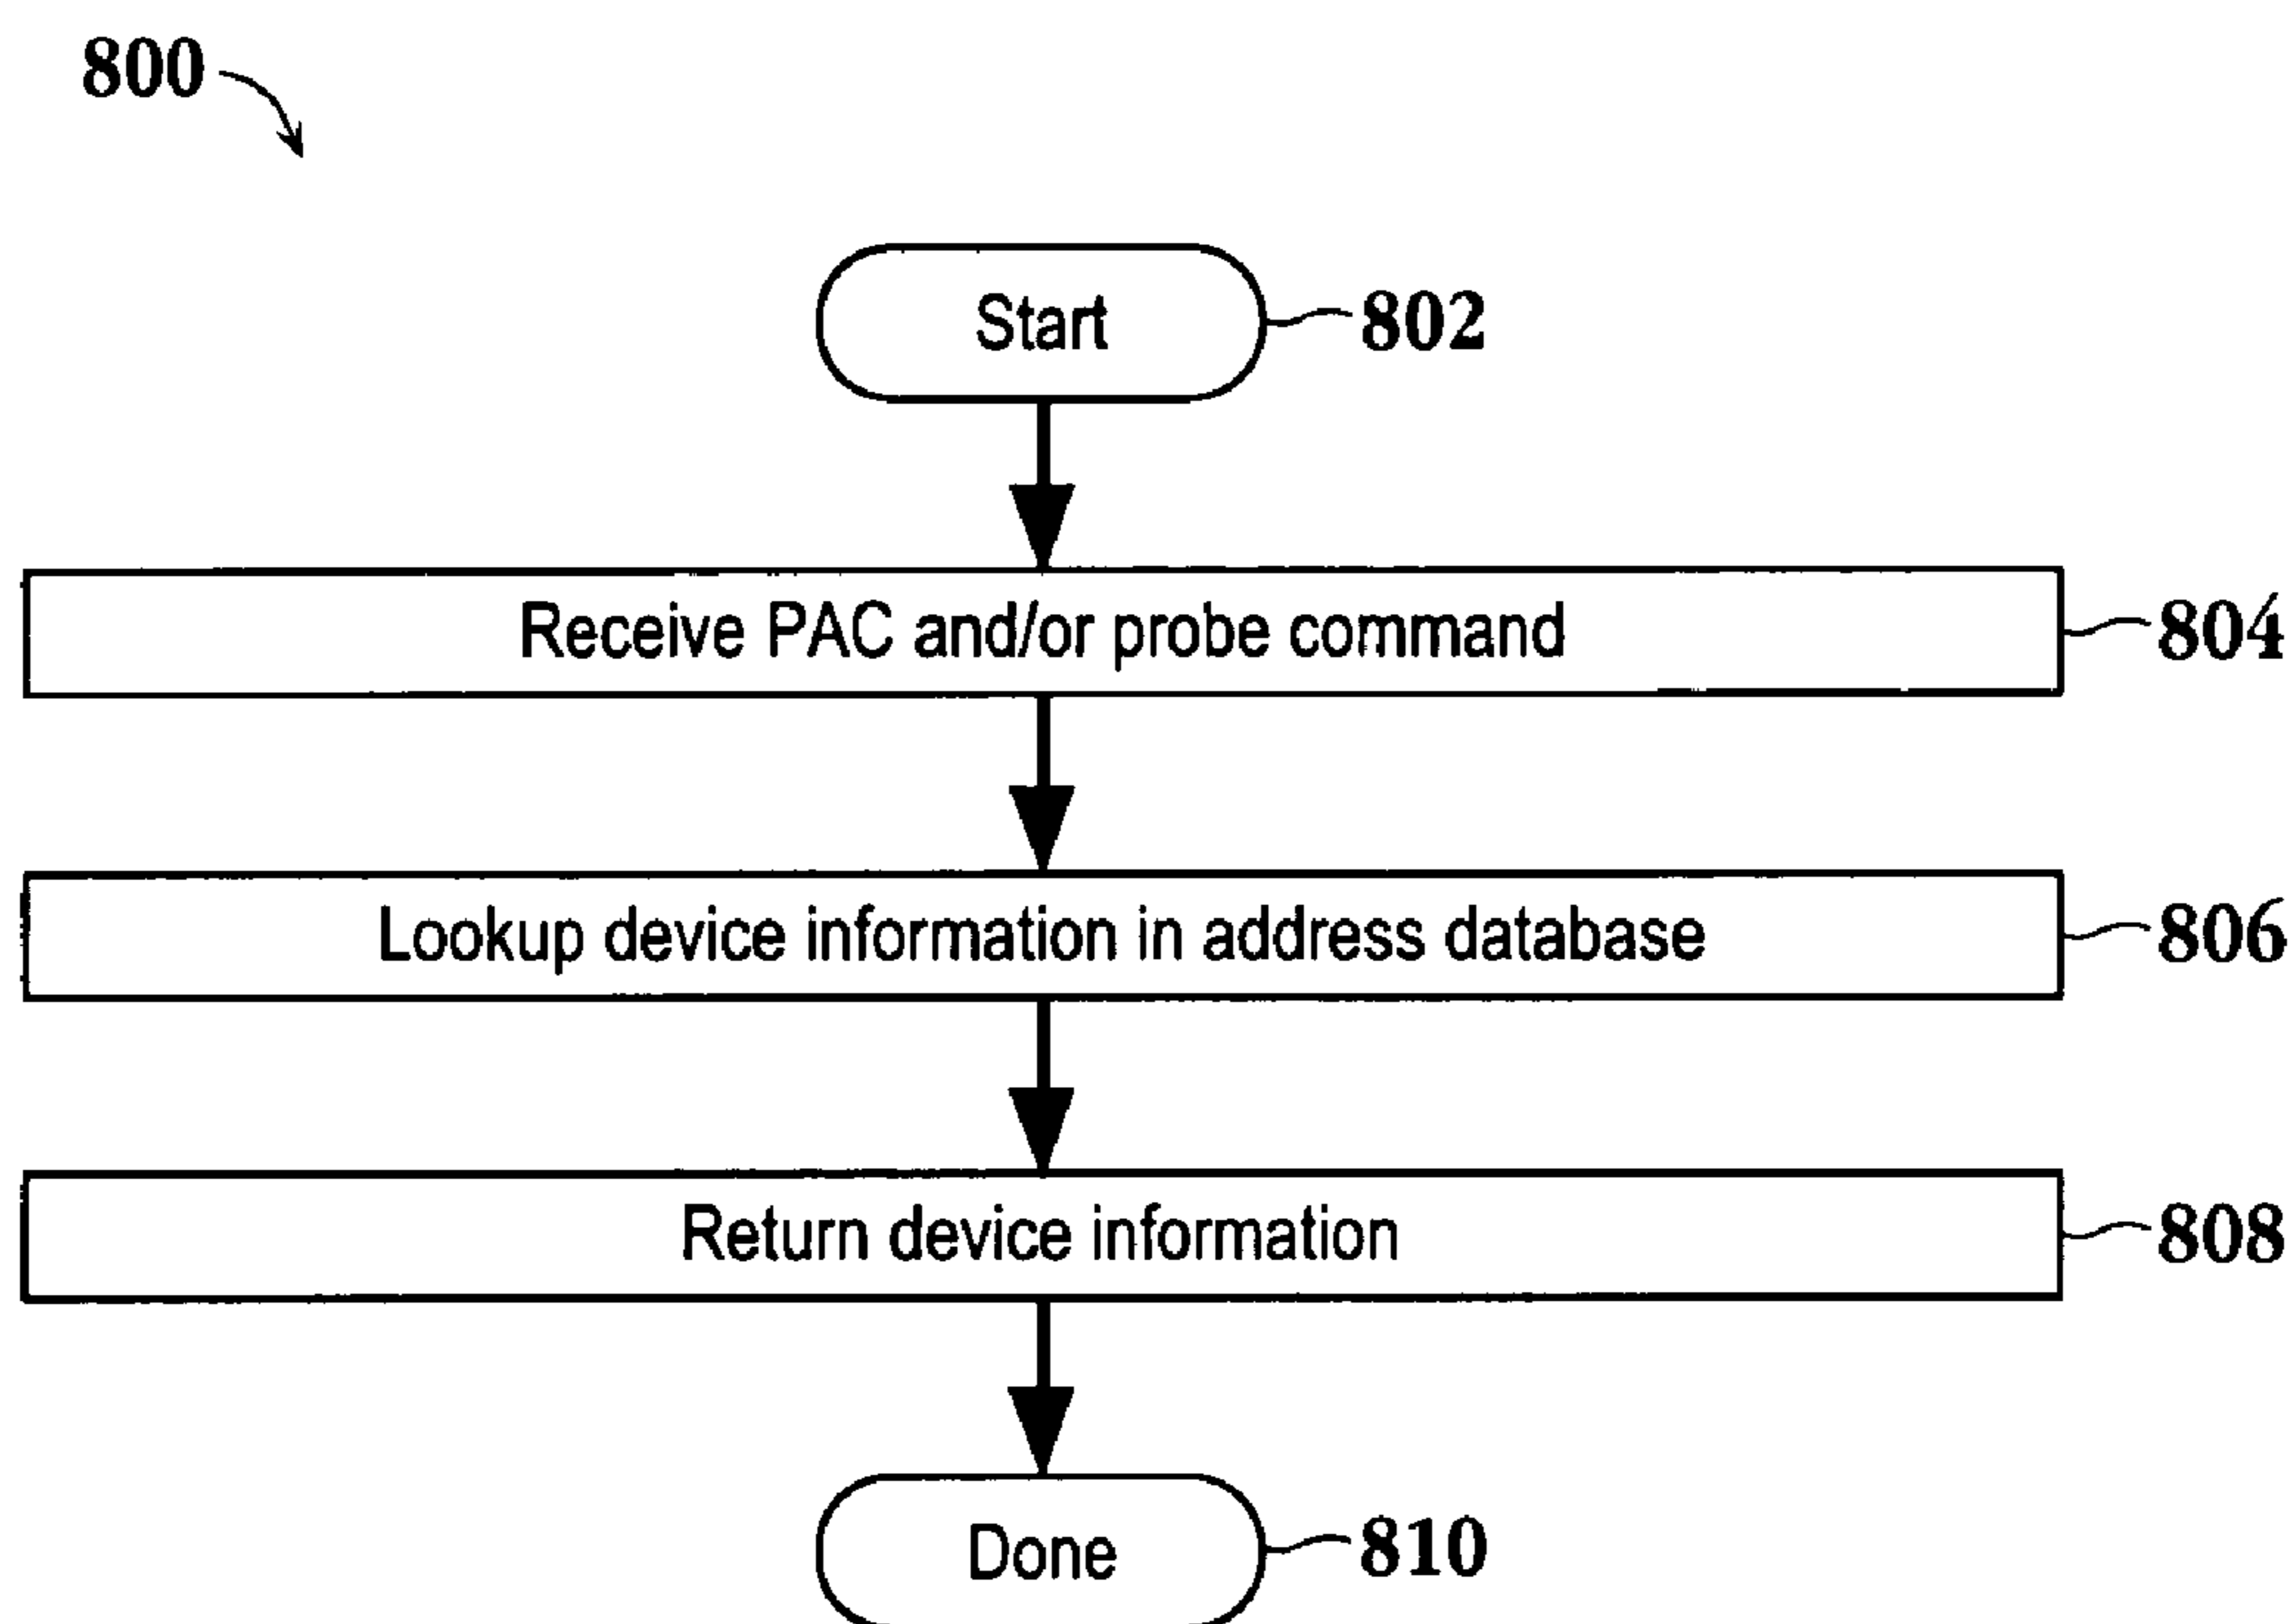 800
Start
802
Receive PAC and/or probe command
804
Lookup device information in address database
806
Return device information
808
Done
810